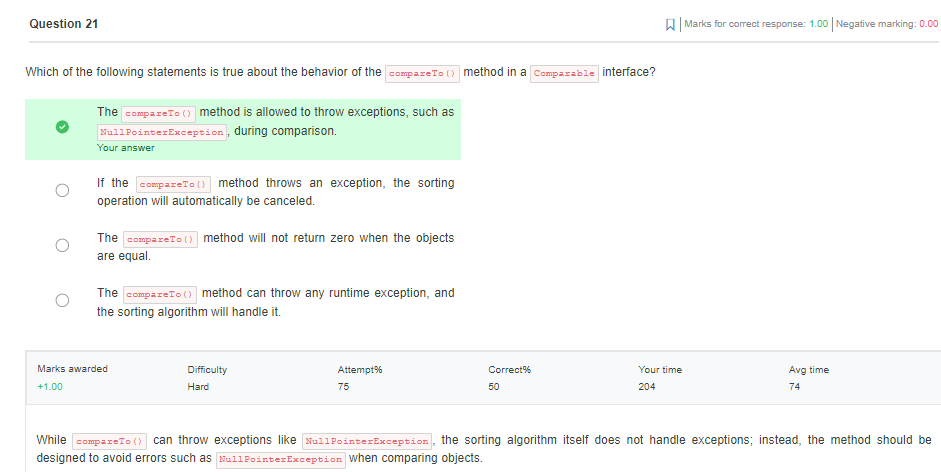 Question 21
Marks for correct response: 1.00 Negative marking: 0.00
Which of the following statements is true about the behavior of the compareTo() method in a Comparable interface?
The compareTo() method is allowed to throw exceptions, such as
NullPointerException, during comparison.
Your answer
If the compareTo() method throws an exception, the sorting
operation will automatically be canceled.
The compareTo() method will not return zero when the objects
are equal.
The compareTo() method can throw any runtime exception, and
the sorting algorithm will handle it.
Marks awarded Difficulty Attempt% Correct% Your time Avg time
+1.00 Hard 75 50 204 74
While compareTo() can throw exceptions like NullPointerException, the sorting algorithm itself does not handle exceptions; instead, the method should be
designed to avoid errors such as NullPointerException when comparing objects.